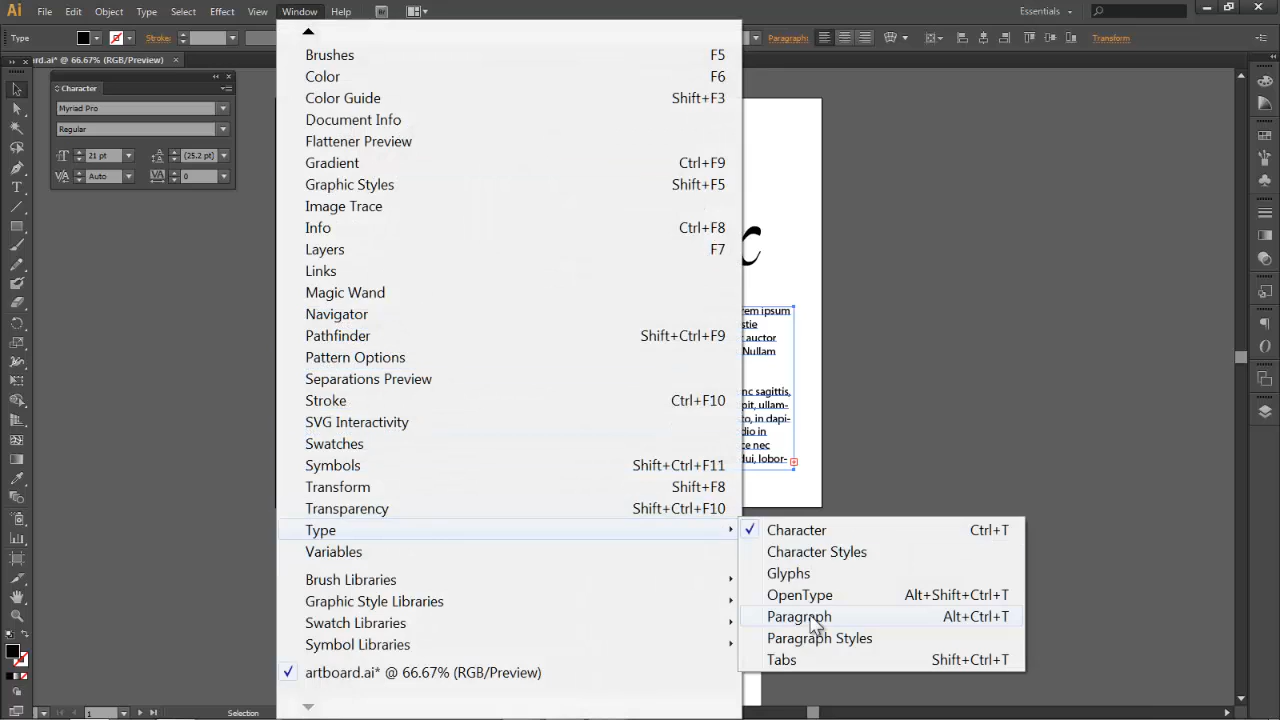 Ai File Edit Object Type Select Effect View Window Help Br Essentials
Type Stroke: Paragraph: Transform
ard.ai* @ 66.67% (RGB/Preview) ×
Character
Myriad Pro
Regular
21 pt (25.2 pt)
Auto 0
Brushes F5
Color F6
Color Guide Shift+F3
Document Info
Flattener Preview
Gradient Ctrl+F9
Graphic Styles Shift+F5
Image Trace
Info Ctrl+F8
Layers F7
Links
Magic Wand
Navigator
Pathfinder Shift+Ctrl+F9
Pattern Options
Separations Preview
Stroke Ctrl+F10
SVG Interactivity
Swatches
Symbols Shift+Ctrl+F11
Transform Shift+F8
Transparency Shift+Ctrl+F10
Type
Variables
Brush Libraries
Graphic Style Libraries
Swatch Libraries
Symbol Libraries
artboard.ai* @ 66.67% (RGB/Preview)
Character Ctrl+T
Character Styles
Glyphs
OpenType Alt+Shift+Ctrl+T
Paragraph Alt+Ctrl+T
Paragraph Styles
Tabs Shift+Ctrl+T
x
rem ipsum
stie
auctor
Nullam
nc sagittis,
pit, ullam-
to, in dapi-
dio in
ce nec
dui, lobor-
1 Selection